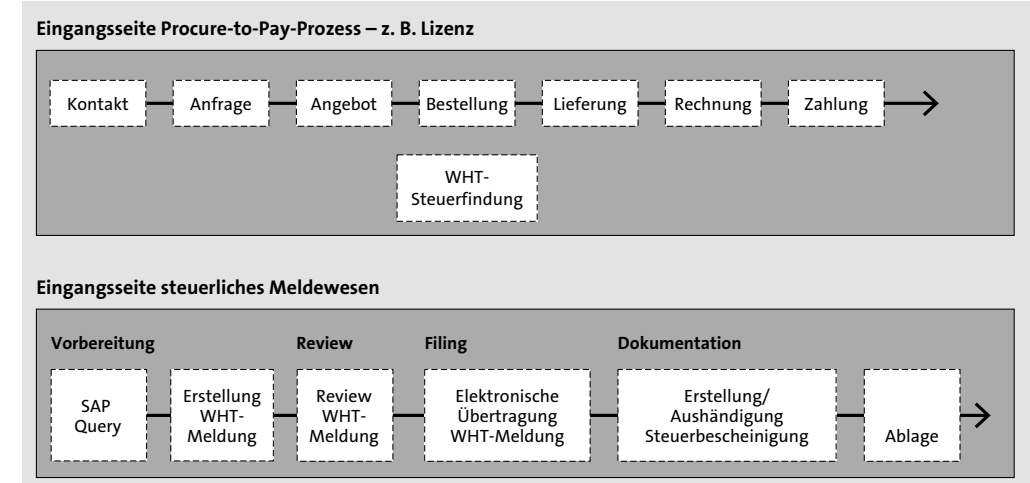 Eingangsseite Procure-to-Pay-Prozess – z. B. Lizenz
Kontakt
Anfrage
Angebot
Bestellung
Lieferung
Rechnung
Zahlung
WHT-
Steuerfindung
Eingangsseite steuerliches Meldewesen
Vorbereitung
Review
Filing
Dokumentation
SAP
Query
Erstellung
WHT-
Meldung
Review
WHT-
Meldung
Elektronische
Übertragung
WHT-Meldung
Erstellung/
Aushändigung
Steuerbescheinigung
Ablage